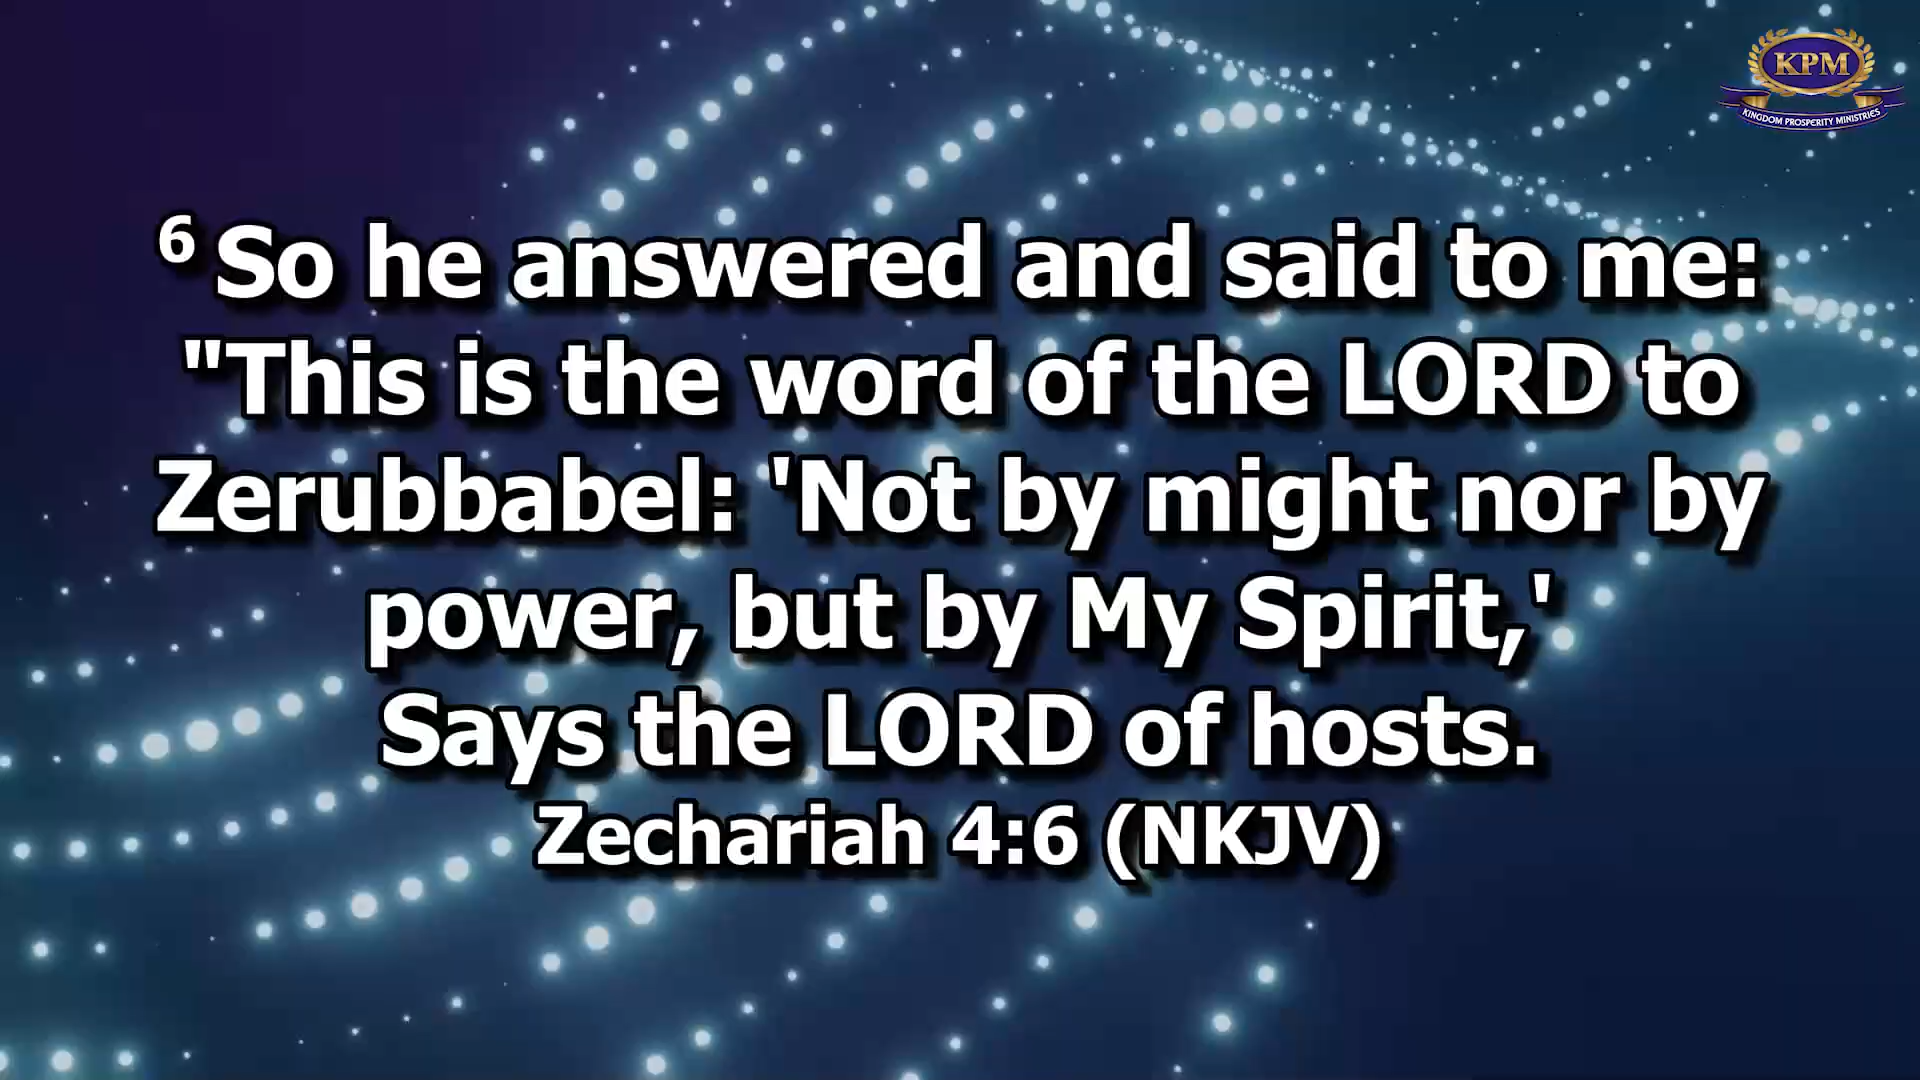 KPM
KINGDOM PROSPERITY MINISTRIES
6 So he answered and said to me:
"This is the word of the LORD to
Zerubbabel: 'Not by might nor by
power, but by My Spirit,'
Says the LORD of hosts.
Zechariah 4:6 (NKJV)